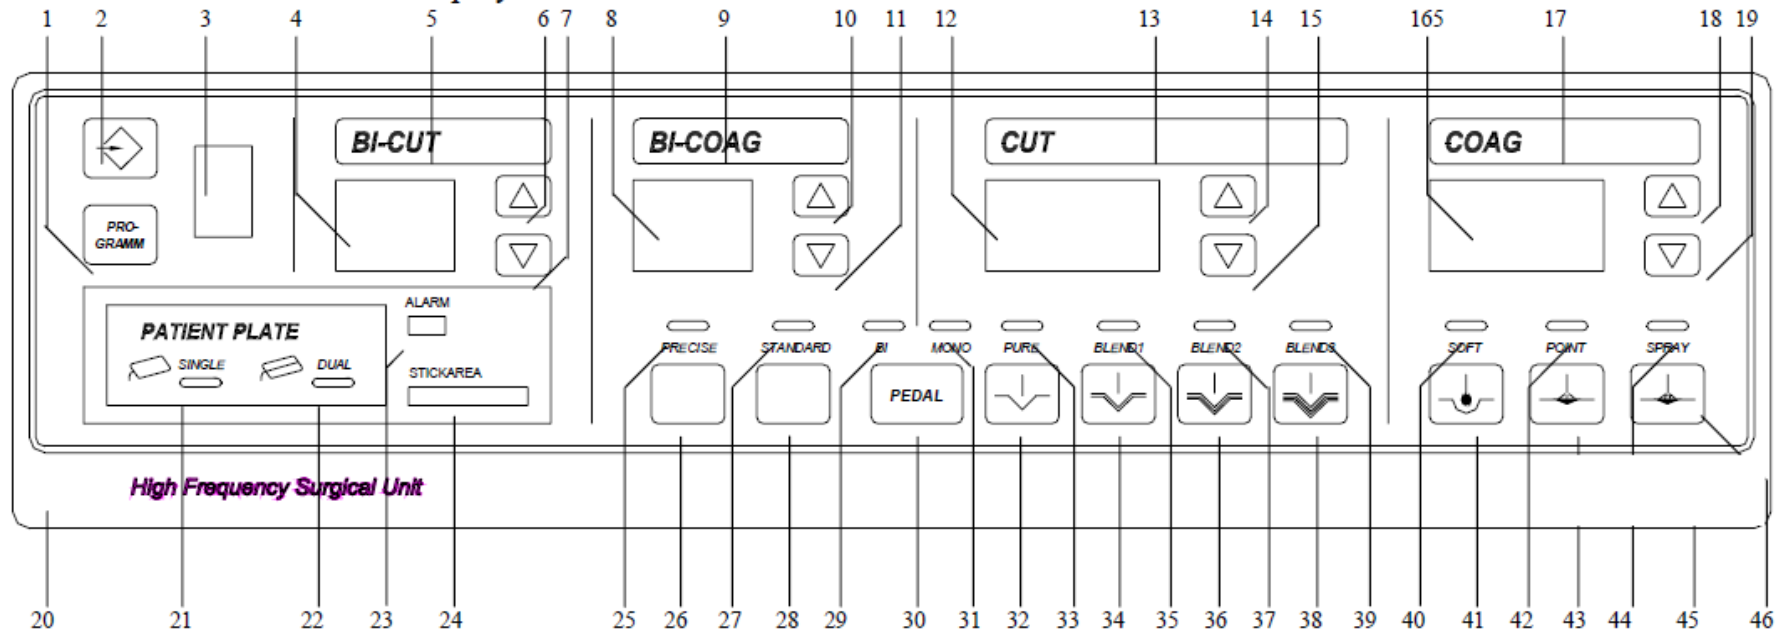 1 2 3 4 5 6 7 8 9 10 11 12 13 14 15 165 17 18 19
BI-CUT BI-COAG CUT COAG
PRO-
GRAMM
ALARM
PATIENT PLATE
SINGLE DUAL
STICKAREA
PRECISE STANDARD BI MONO PURE BLEND1 BLEND2 BLEND3 SOFT POINT SPRAY
PEDAL
High Frequency Surgical Unit
20 21 22 23 24 25 26 27 28 29 30 31 32 33 34 35 36 37 38 39 40 41 42 43 44 45 46